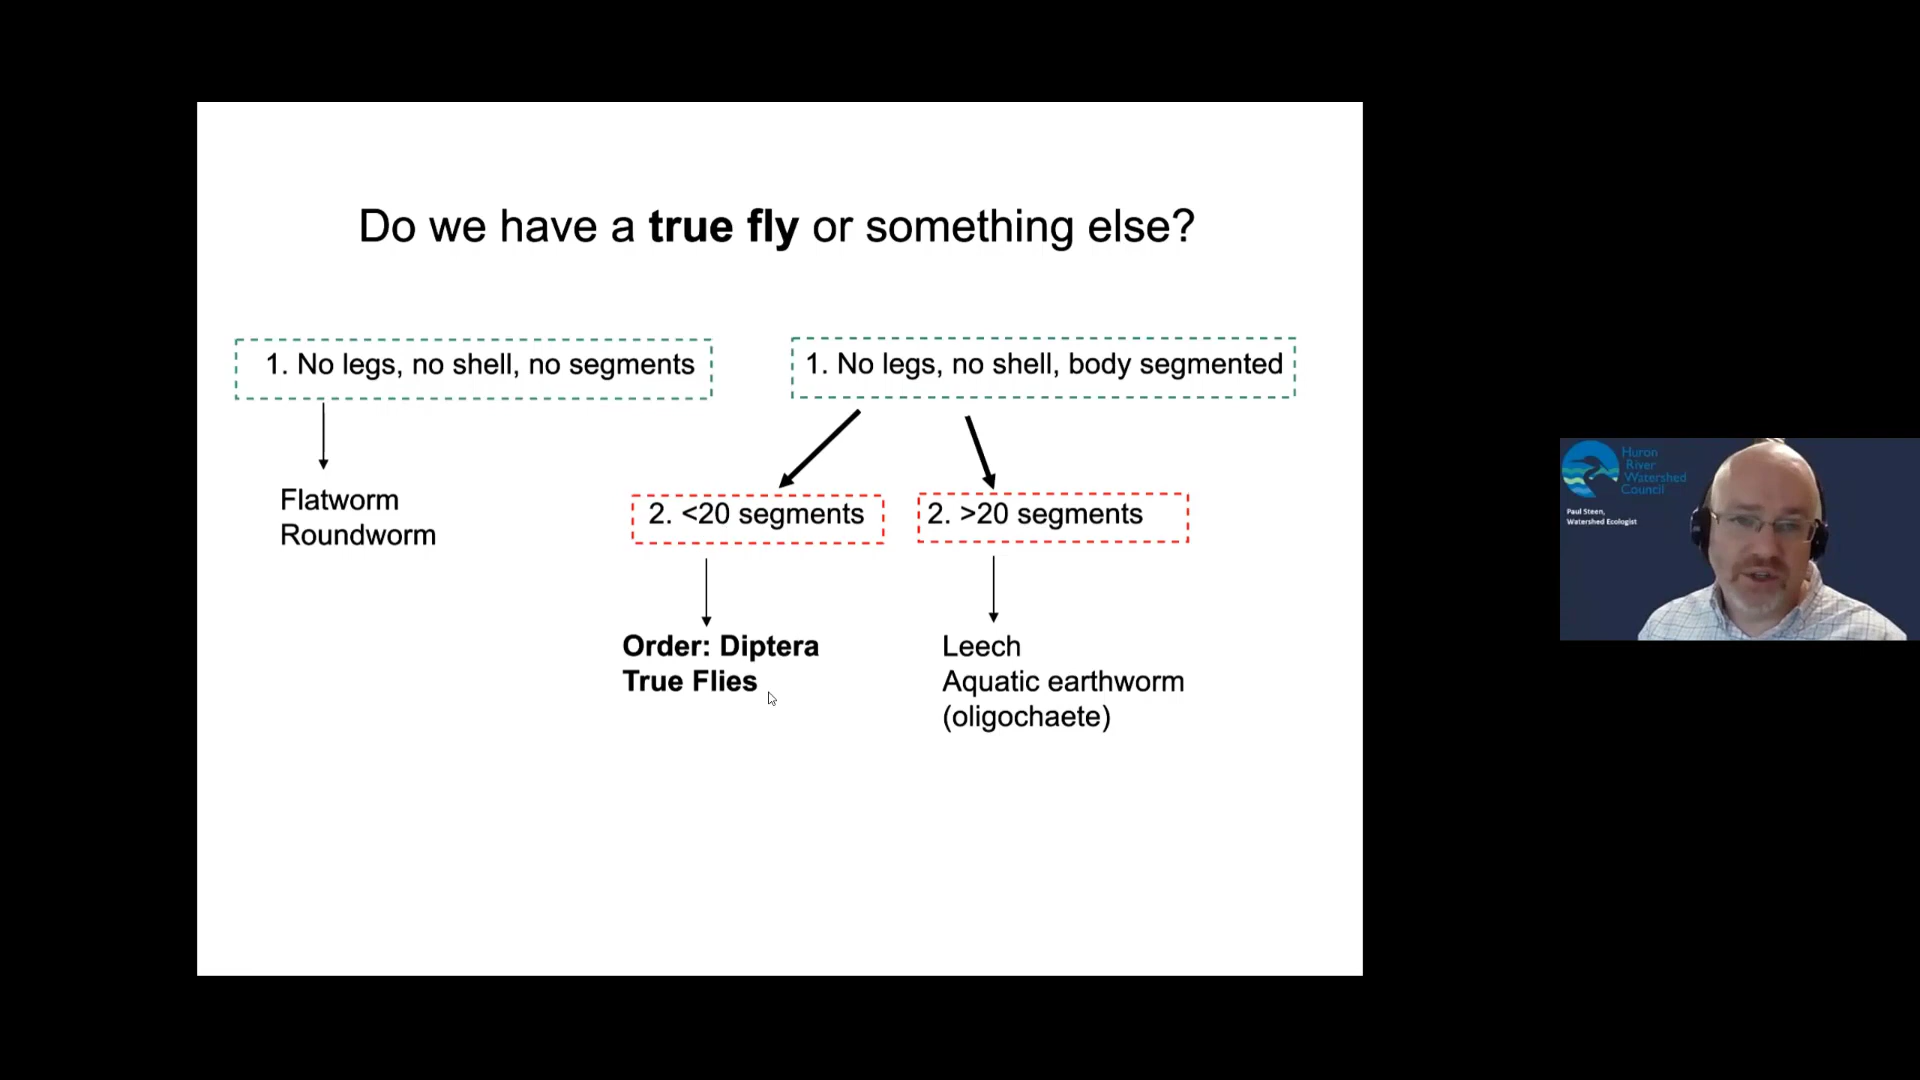 Do we have a true fly or something else?
1. No legs, no shell, no segments
1. No legs, no shell, body segmented
Flatworm
Roundworm
2. <20 segments
2. >20 segments
Order: Diptera
True Flies
Leech
Aquatic earthworm
(oligochaete)
Huron
River
Watershed
Council
Paul Steen,
Watershed Ecologist